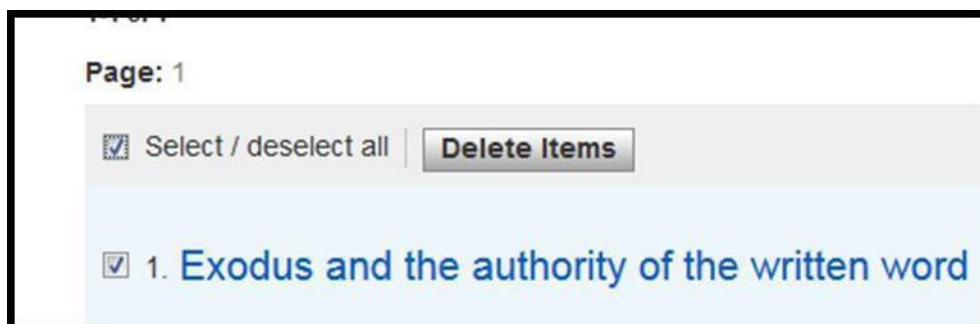 Page: 1
Select / deselect all Delete Items
1. Exodus and the authority of the written word